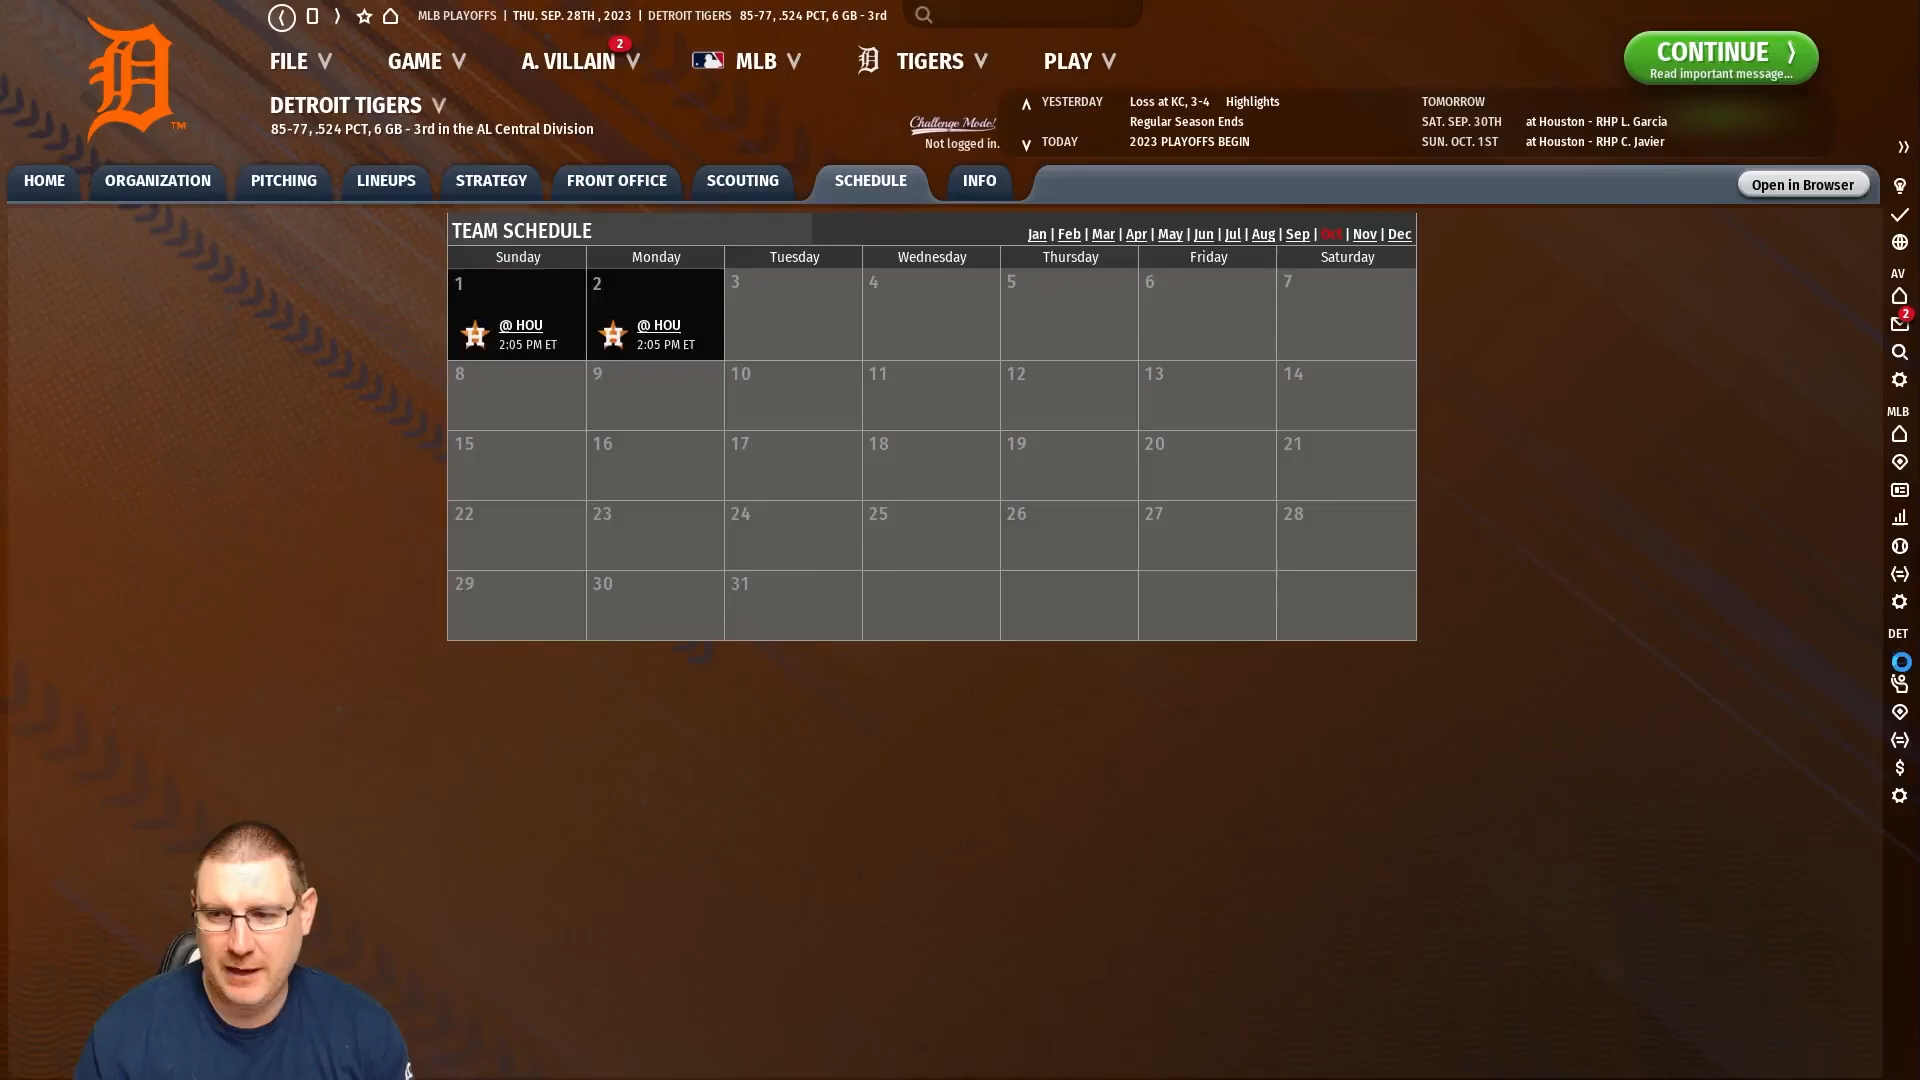 MLB PLAYOFFS | THU. SEP. 28TH , 2023 | DETROIT TIGERS 85-77, .524 PCT, 6 GB - 3rd
FILE GAME A. VILLAIN 2 MLB TIGERS PLAY
CONTINUE
Read important message...
DETROIT TIGERS
85-77, .524 PCT, 6 GB - 3rd in the AL Central Division
Challenge Mode!
Not logged in.
YESTERDAY Loss at KC, 3-4 Highlights
Regular Season Ends
TODAY 2023 PLAYOFFS BEGIN
TOMORROW
SAT. SEP. 30TH at Houston - RHP L. Garcia
SUN. OCT. 1ST at Houston - RHP C. Javier
HOME ORGANIZATION PITCHING LINEUPS STRATEGY FRONT OFFICE SCOUTING SCHEDULE INFO
Open in Browser
TEAM SCHEDULE
Jan | Feb | Mar | Apr | May | Jun | Jul | Aug | Sep | Oct | Nov | Dec
Sunday Monday Tuesday Wednesday Thursday Friday Saturday
1 2 3 4 5 6 7
@ HOU @ HOU
2:05 PM ET 2:05 PM ET
8 9 10 11 12 13 14
15 16 17 18 19 20 21
22 23 24 25 26 27 28
29 30 31
AV
2
MLB
DET
D
TM